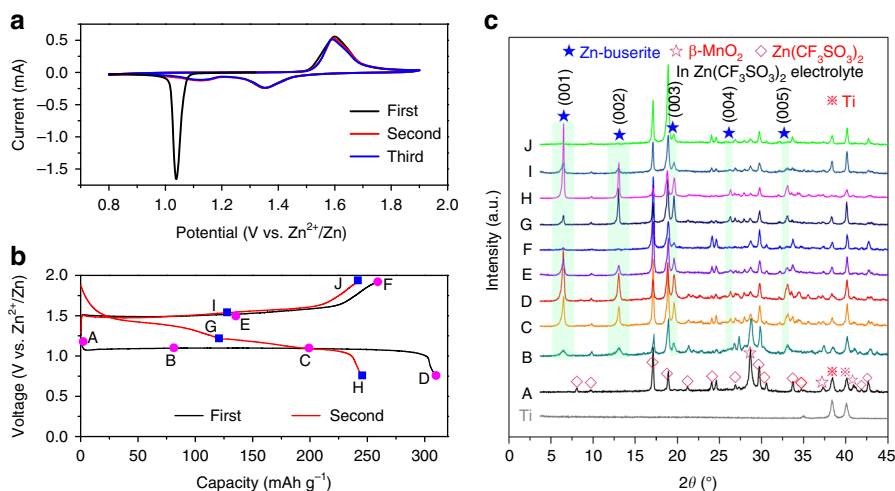 a
0.5
0.0
−0.5
−1.0
−1.5
Current (mA)
First
Second
Third
0.8
1.0
1.2
1.4
1.6
1.8
2.0
Potential (V vs. Zn²⁺/Zn)
b
2.0
1.5
1.0
0.5
0.0
Voltage (V vs. Zn²⁺/Zn)
A
B
C
D
E
F
G
H
I
J
First
Second
0
50
100
150
200
250
300
Capacity (mAh g⁻¹)
c
Zn-buserite
β-MnO₂
Zn(CF₃SO₃)₂
In Zn(CF₃SO₃)₂ electrolyte
Ti
(001)
(002)
(003)
(004)
(005)
J
I
H
G
F
E
D
C
B
A
Ti
Intensity (a.u.)
0
5
10
15
20
25
30
35
40
45
2θ (°)